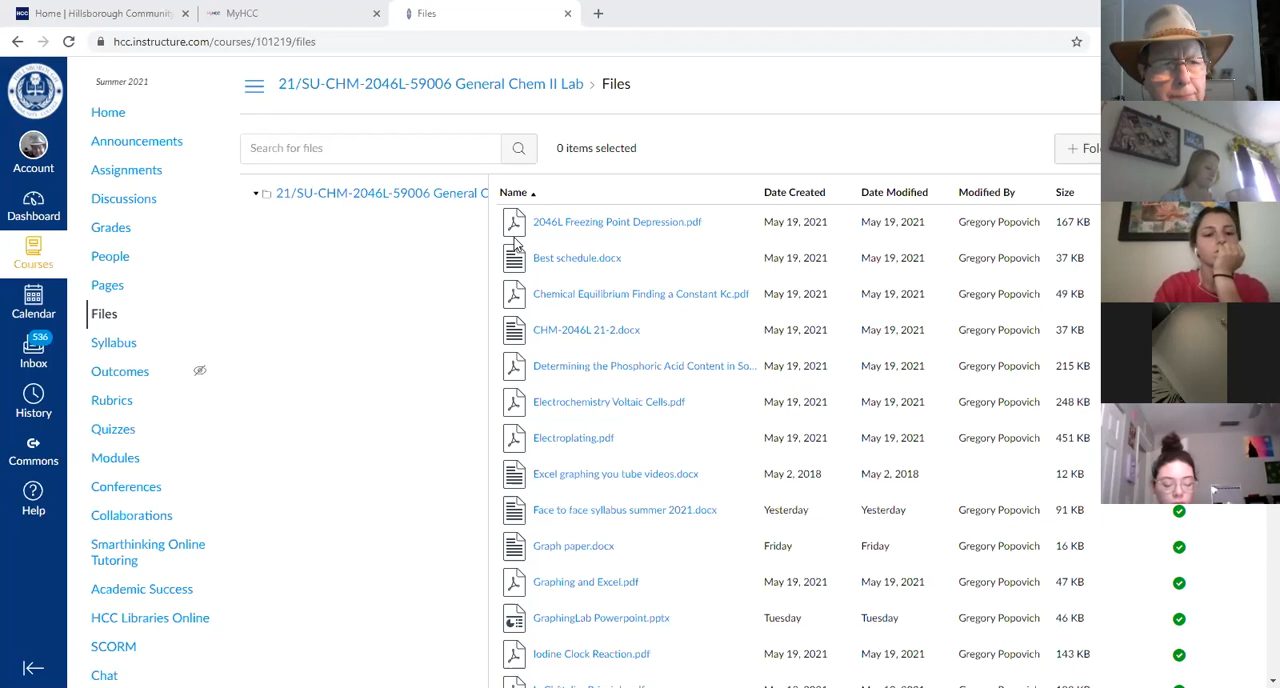 Home | Hillsborough Community
MyHCC
Files
hcc.instructure.com/courses/101219/files
Account
Dashboard
Courses
Calendar
536
Inbox
History
Commons
Help
Summer 2021
Home
Announcements
Assignments
Discussions
Grades
People
Pages
Files
Syllabus
Outcomes
Rubrics
Quizzes
Modules
Conferences
Collaborations
Smarthinking Online
Tutoring
Academic Success
HCC Libraries Online
SCORM
Chat
21/SU-CHM-2046L-59006 General Chem II Lab > Files
Search for files
0 items selected
+ Fol
21/SU-CHM-2046L-59006 General C
Name Date Created Date Modified Modified By Size
2046L Freezing Point Depression.pdf May 19, 2021 May 19, 2021 Gregory Popovich 167 KB
Best schedule.docx May 19, 2021 May 19, 2021 Gregory Popovich 37 KB
Chemical Equilibrium Finding a Constant Kc.pdf May 19, 2021 May 19, 2021 Gregory Popovich 49 KB
CHM-2046L 21-2.docx May 19, 2021 May 19, 2021 Gregory Popovich 37 KB
Determining the Phosphoric Acid Content in So... May 19, 2021 May 19, 2021 Gregory Popovich 215 KB
Electrochemistry Voltaic Cells.pdf May 19, 2021 May 19, 2021 Gregory Popovich 248 KB
Electroplating.pdf May 19, 2021 May 19, 2021 Gregory Popovich 451 KB
Excel graphing you tube videos.docx May 2, 2018 May 2, 2018 12 KB
Face to face syllabus summer 2021.docx Yesterday Yesterday Gregory Popovich 91 KB
Graph paper.docx Friday Friday Gregory Popovich 16 KB
Graphing and Excel.pdf May 19, 2021 May 19, 2021 Gregory Popovich 47 KB
GraphingLab Powerpoint.pptx Tuesday Tuesday Gregory Popovich 46 KB
Iodine Clock Reaction.pdf May 19, 2021 May 19, 2021 Gregory Popovich 143 KB